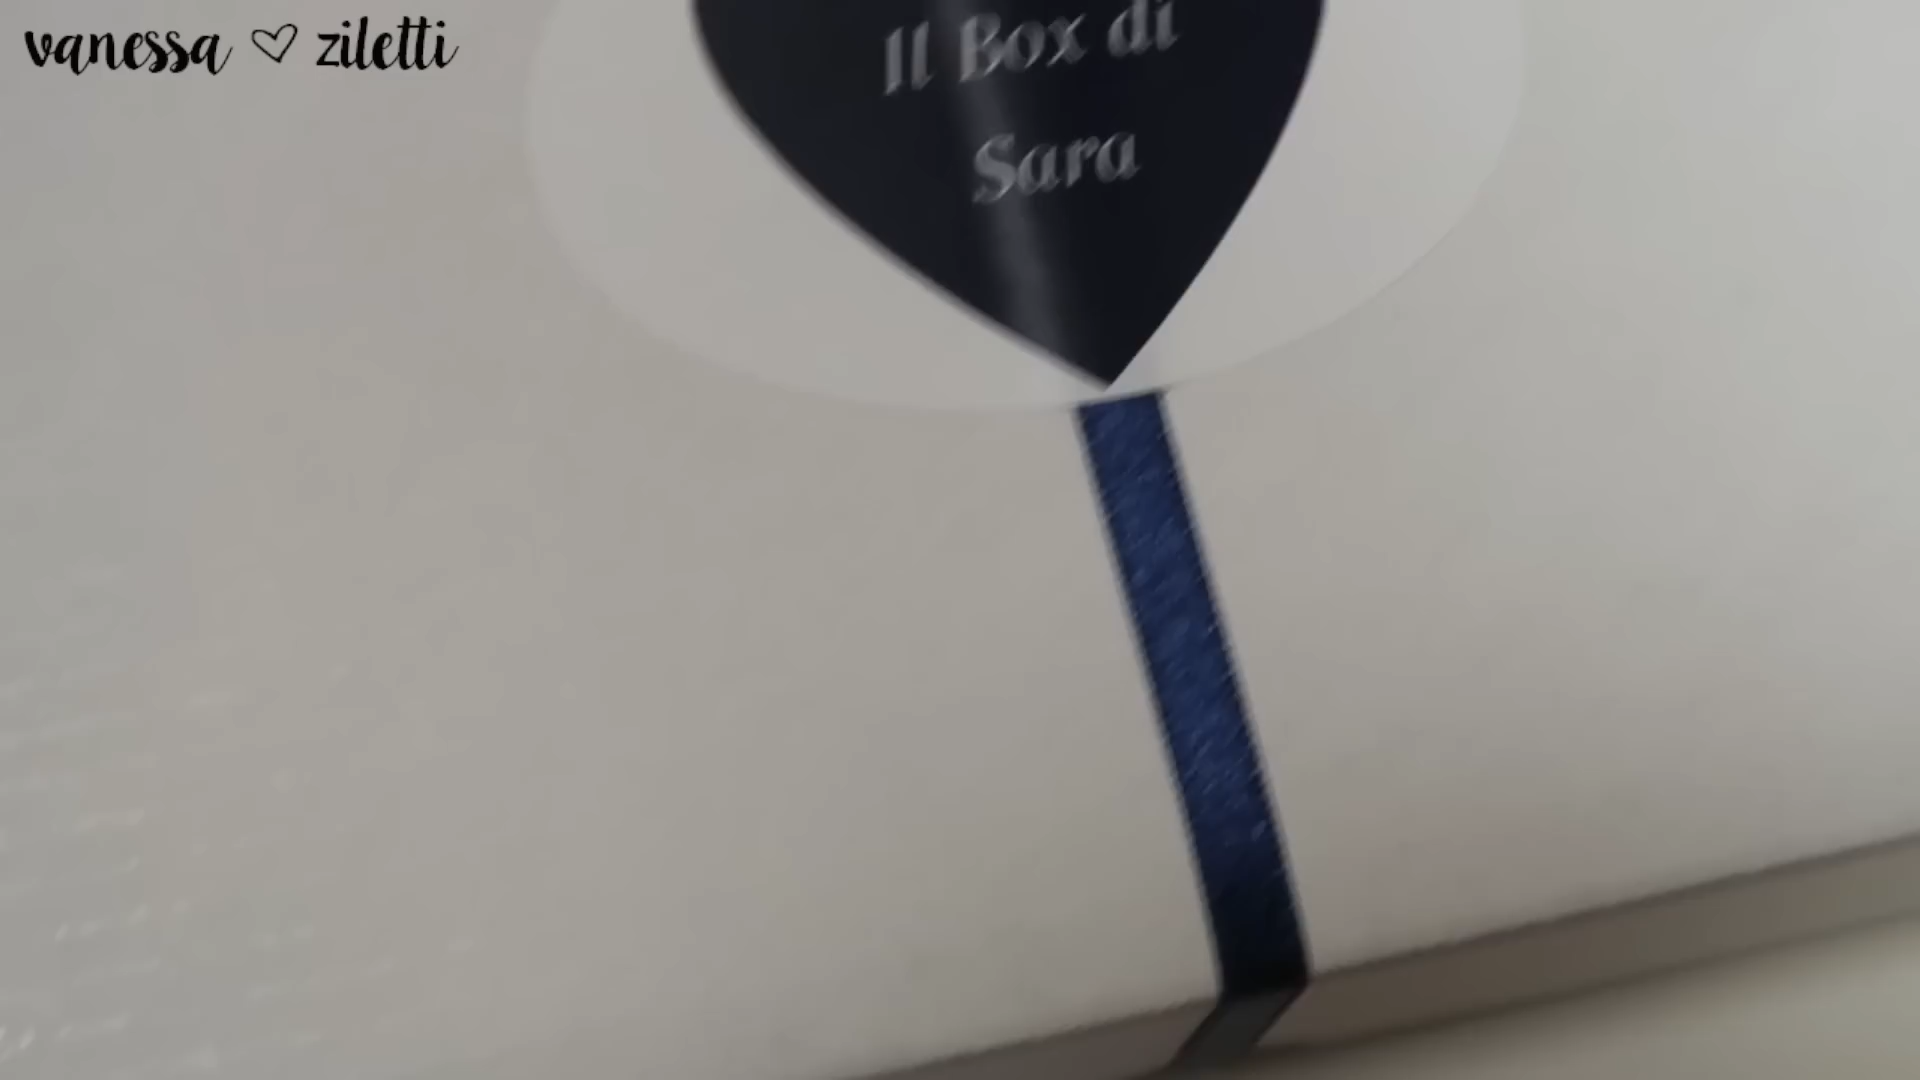 vanessa ♡ ziletti
Il Box di
Sara